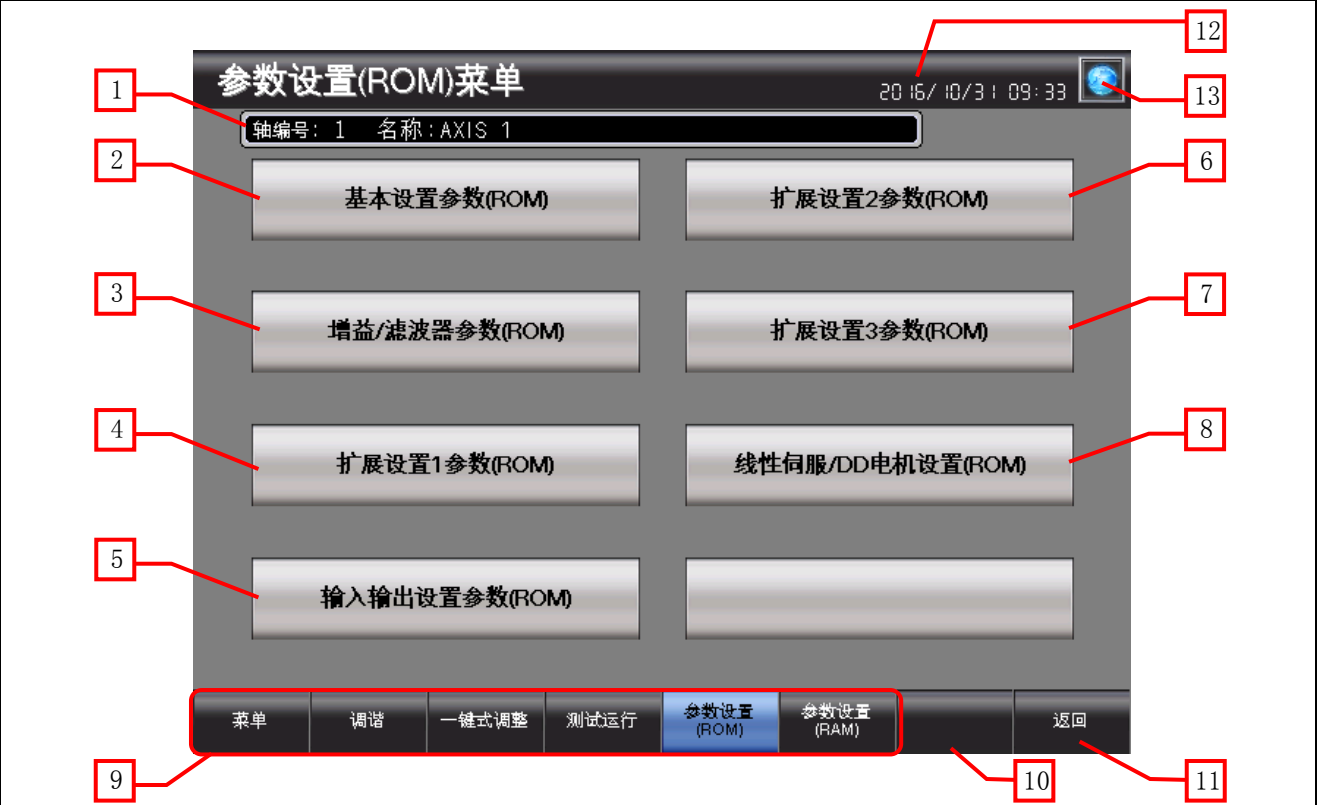 12
参数设置(ROM)菜单
2016/10/31 09:33
1
13
轴编号: 1 名称:AXIS 1
2
6
基本设置参数(ROM)
扩展设置2参数(ROM)
3
7
增益/滤波器参数(ROM)
扩展设置3参数(ROM)
4
8
扩展设置1参数(ROM)
线性伺服/DD电机设置(ROM)
5
输入输出设置参数(ROM)
菜单
调谐
一键式调整
测试运行
参数设置
(ROM)
参数设置
(RAM)
返回
9
10
11